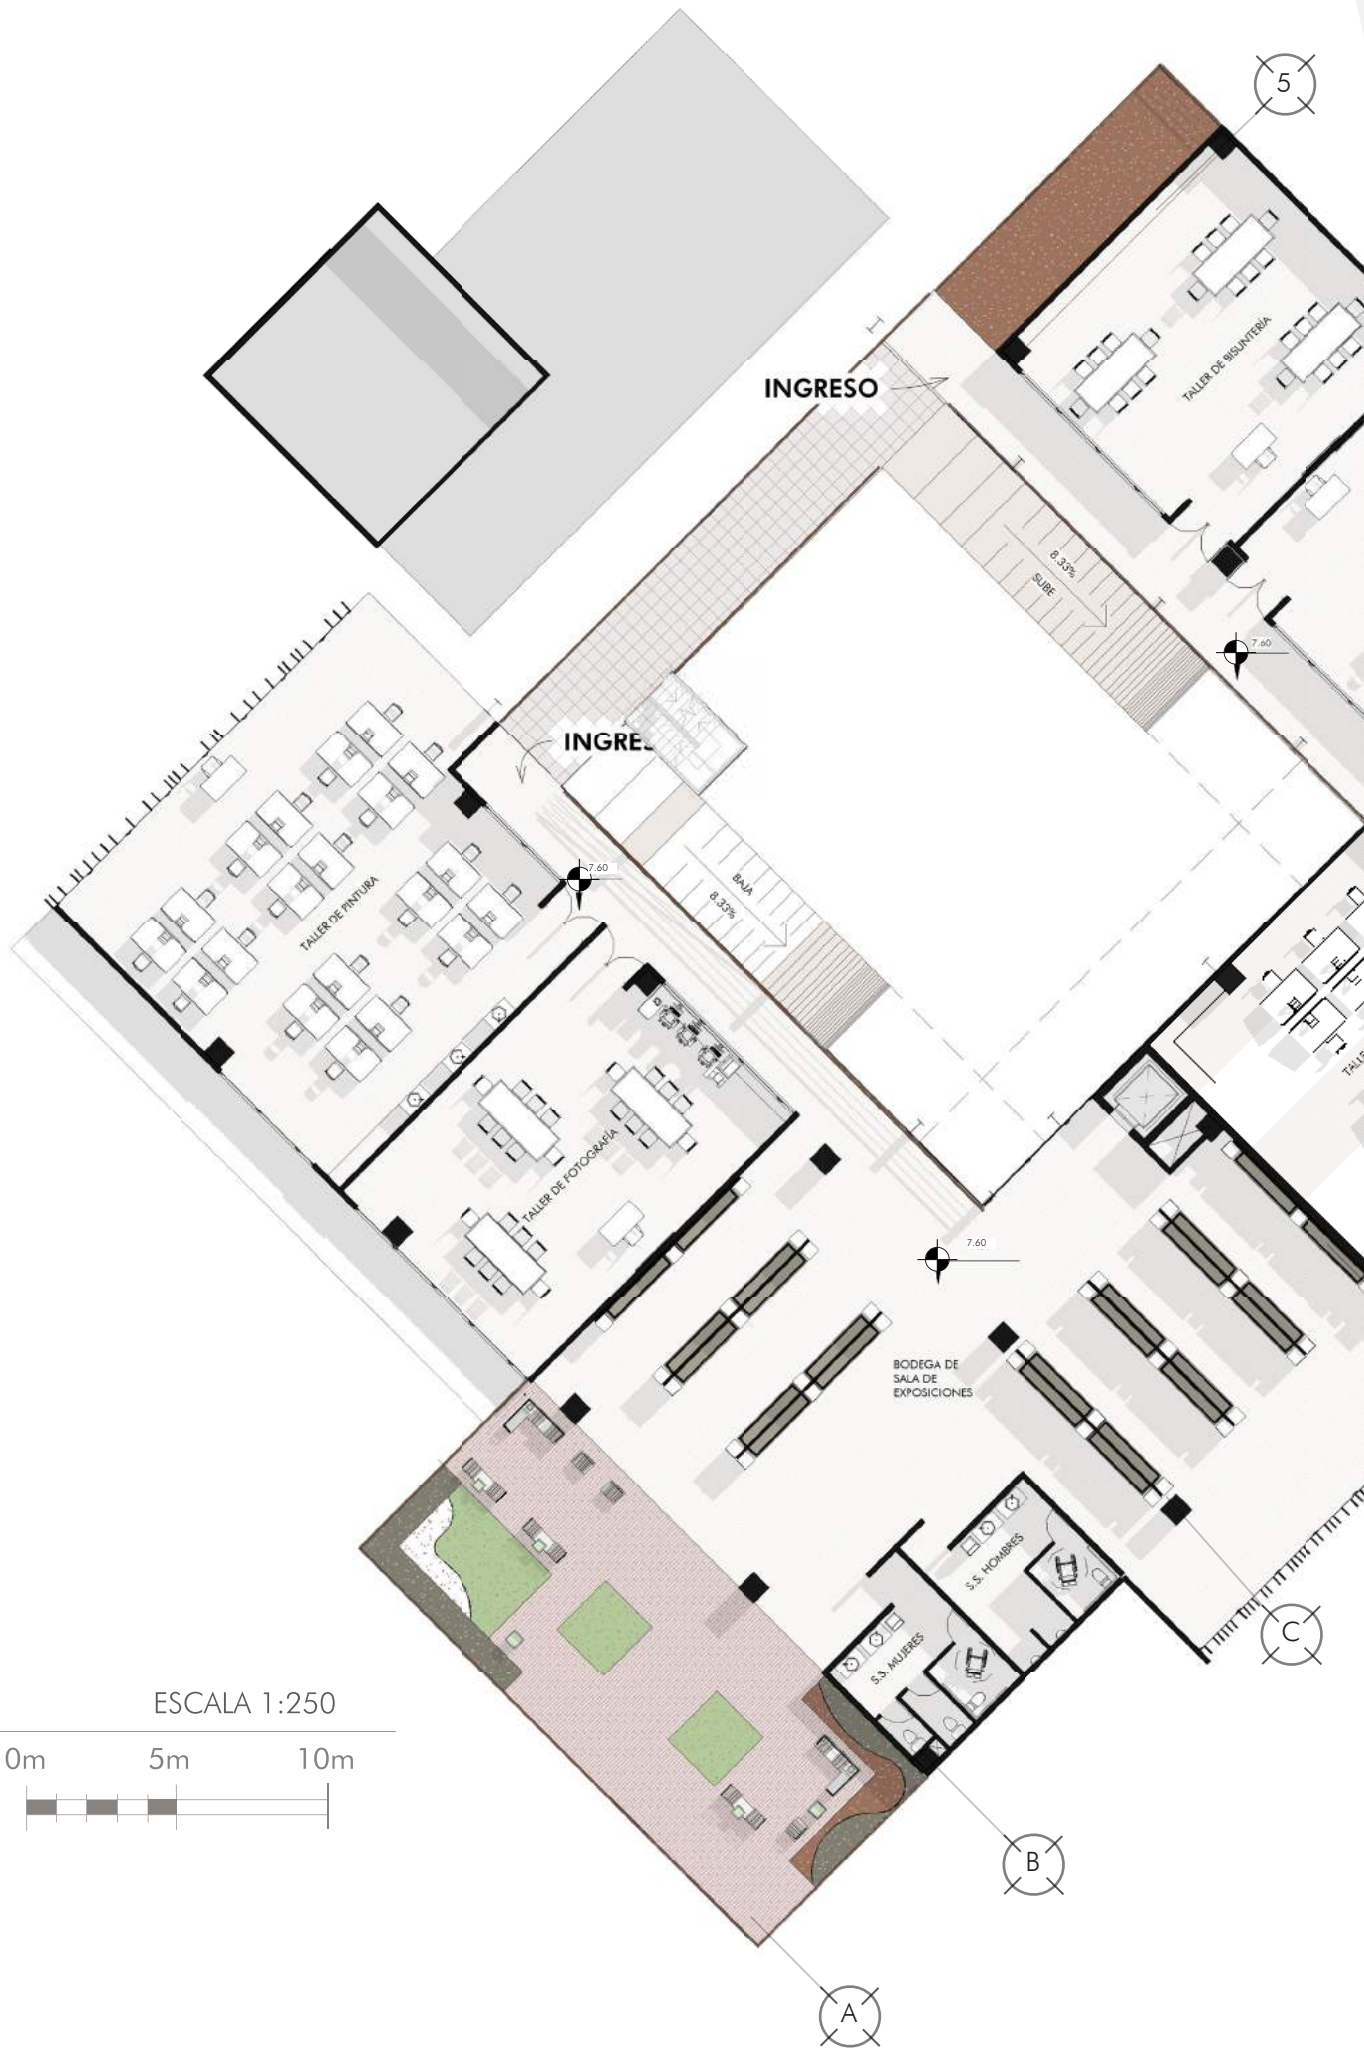 5
INGRESO
TALLER DE BISUNTERÍA
8.33%
SUBE
7.60
INGRES
7.60
BAJA
8.33%
TALLER DE PINTURA
TALLER DE FOTOGRAFÍA
7.60
BODEGA DE
SALA DE
EXPOSICIONES
S.S. HOMBRES
S.S. MUJERES
C
ESCALA 1:250
0m 5m 10m
B
A